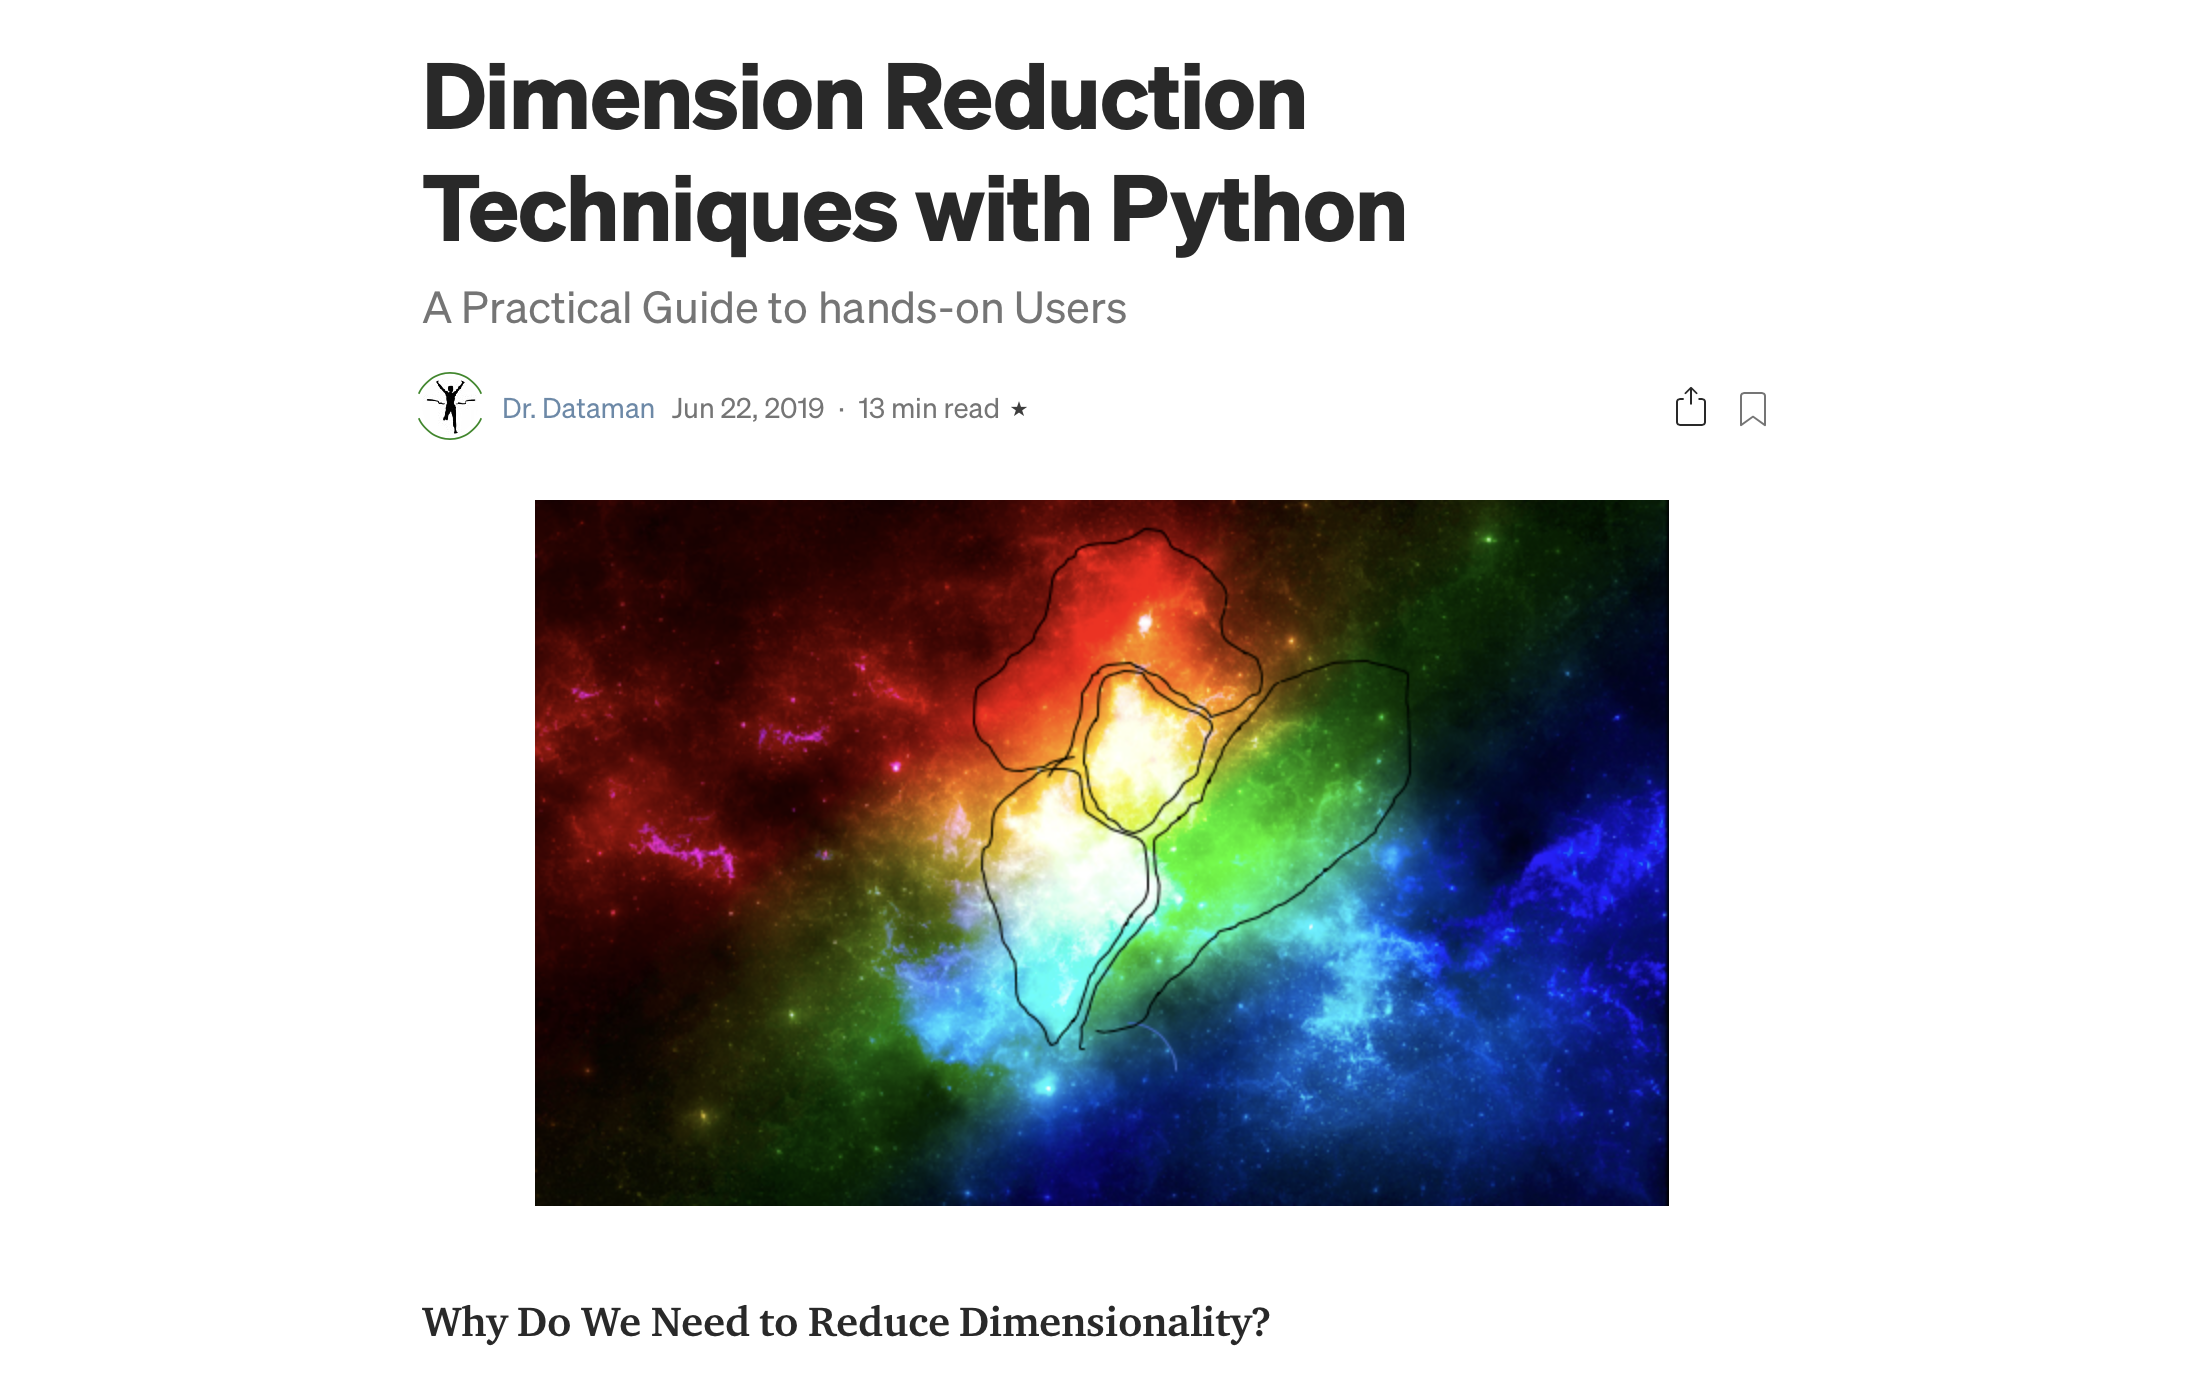 Dimension Reduction
Techniques with Python
A Practical Guide to hands-on Users
Dr. Dataman Jun 22, 2019 · 13 min read ★
Why Do We Need to Reduce Dimensionality?